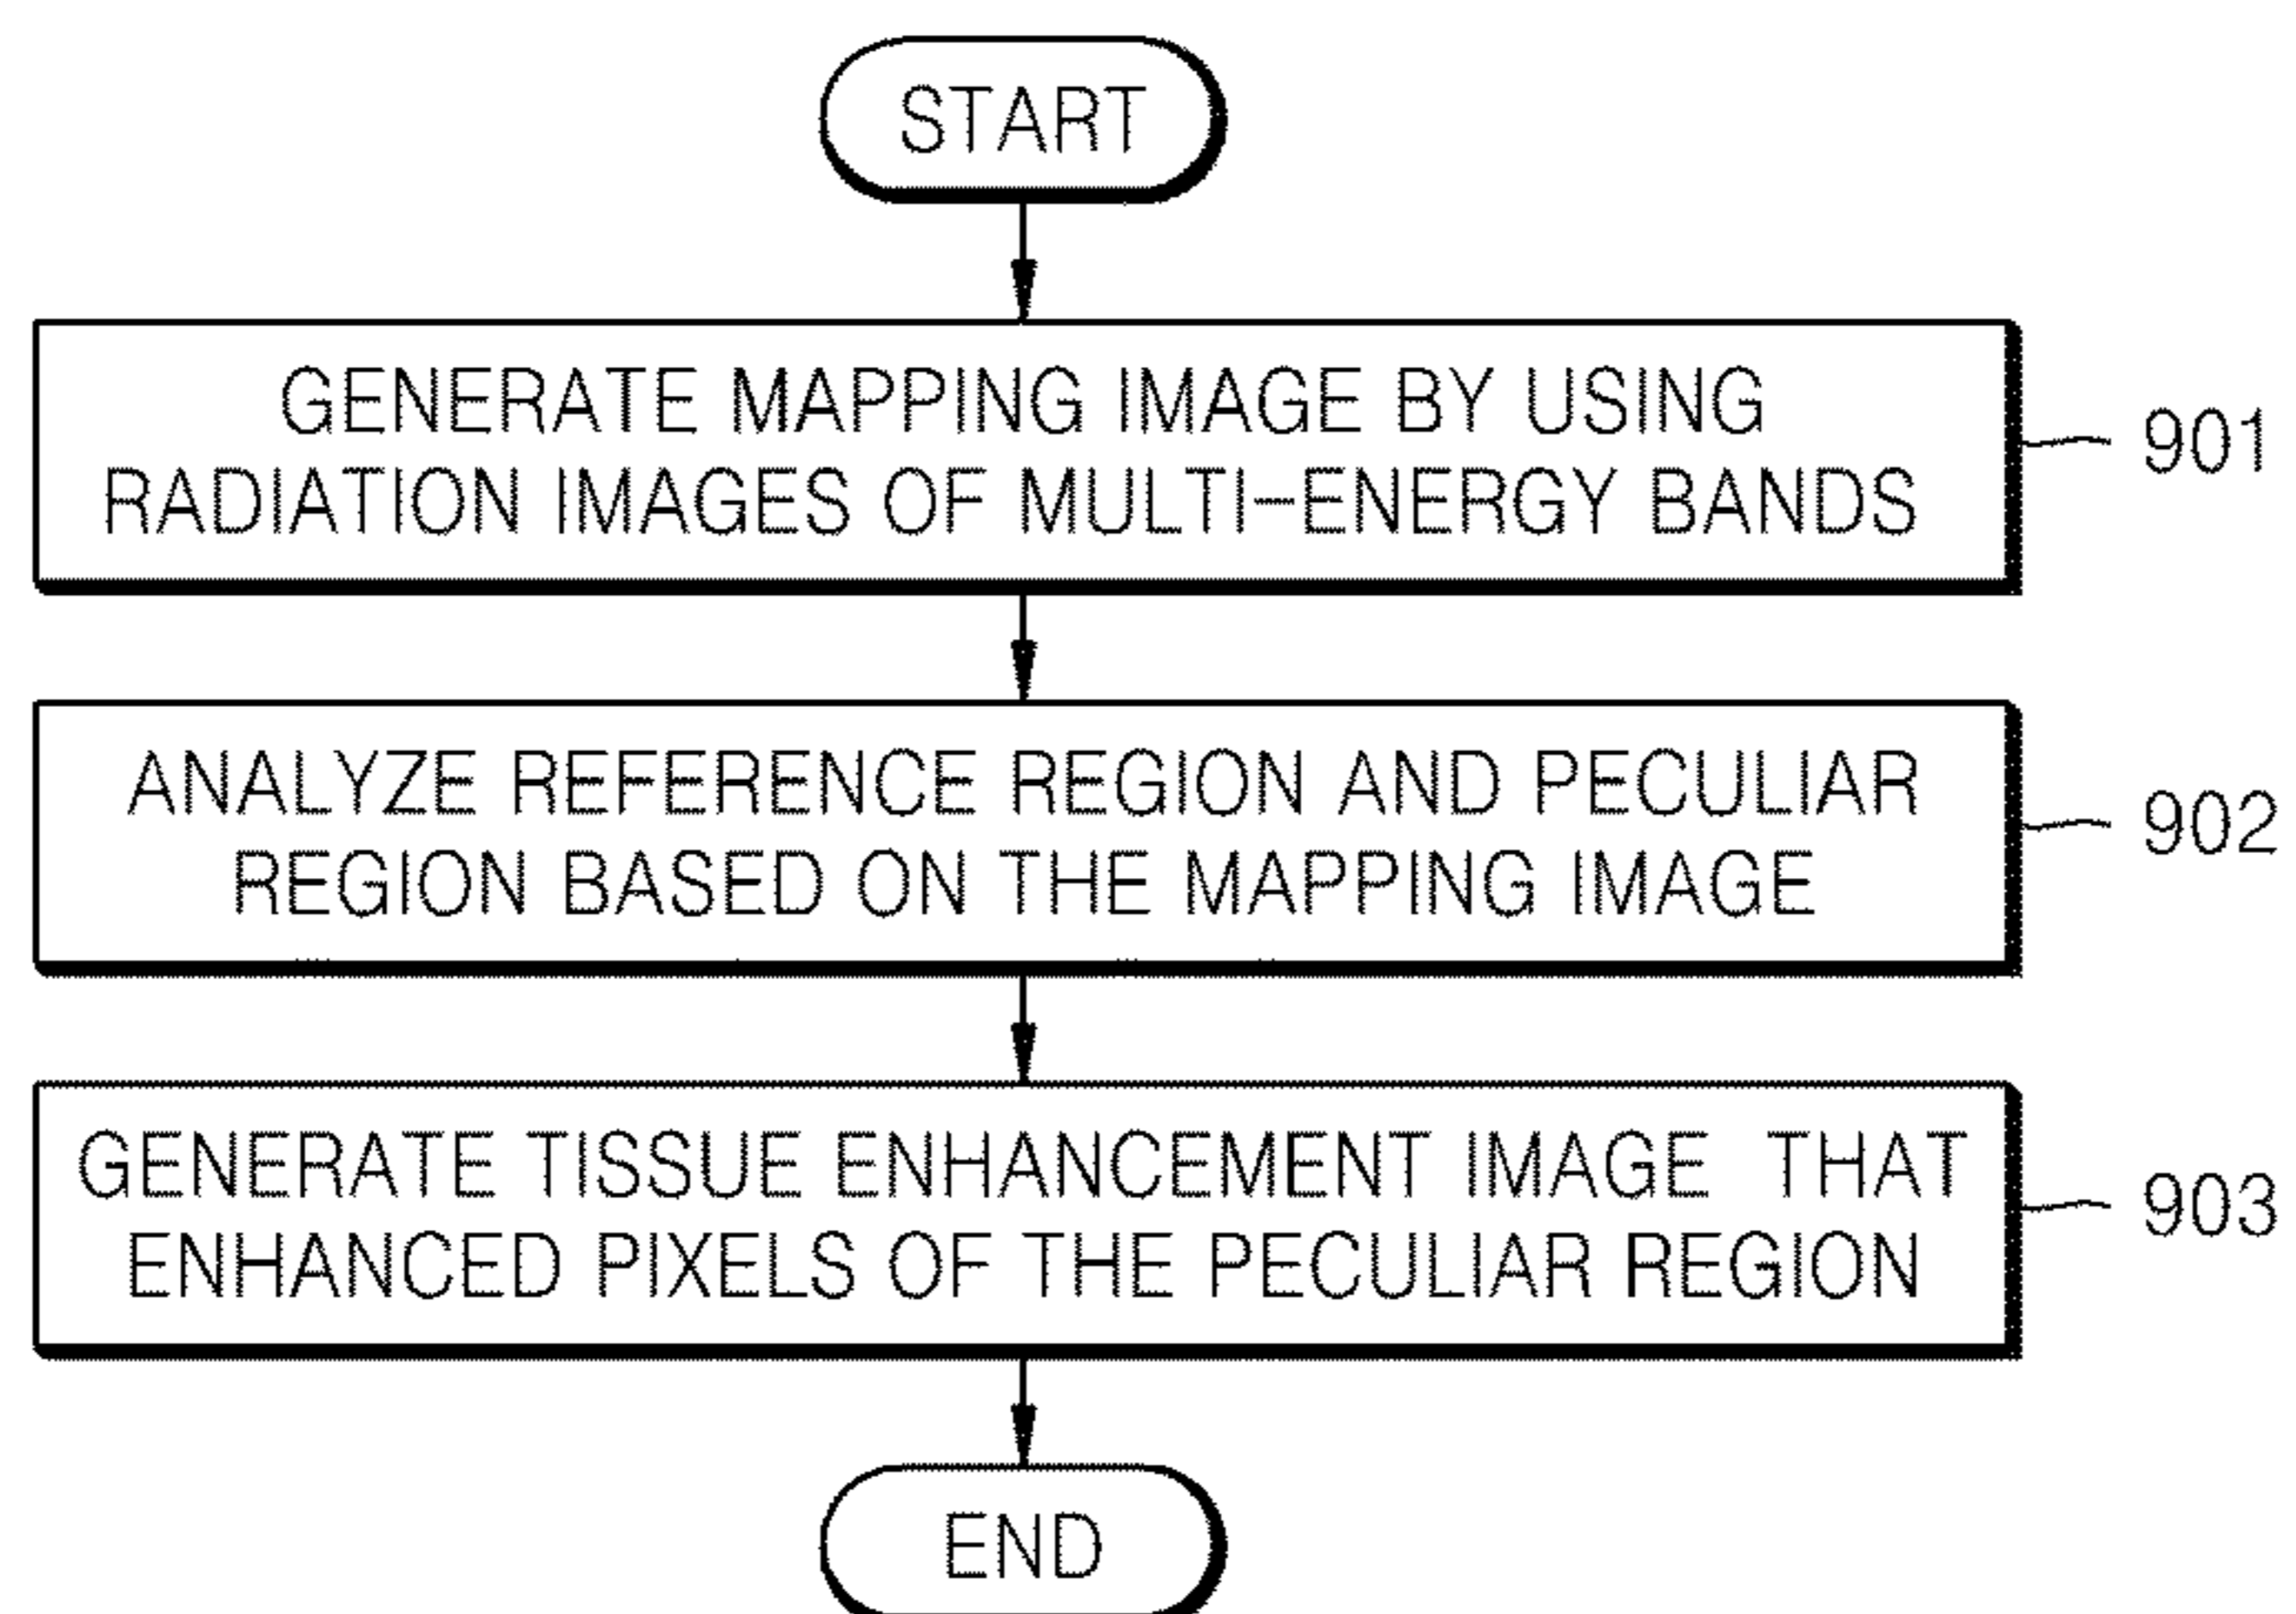 START
GENERATE MAPPING IMAGE BY USING
RADIATION IMAGES OF MULTI-ENERGY BANDS
901
ANALYZE REFERENCE REGION AND PECULIAR
REGION BASED ON THE MAPPING IMAGE
902
GENERATE TISSUE ENHANCEMENT IMAGE THAT
ENHANCED PIXELS OF THE PECULIAR REGION
903
END